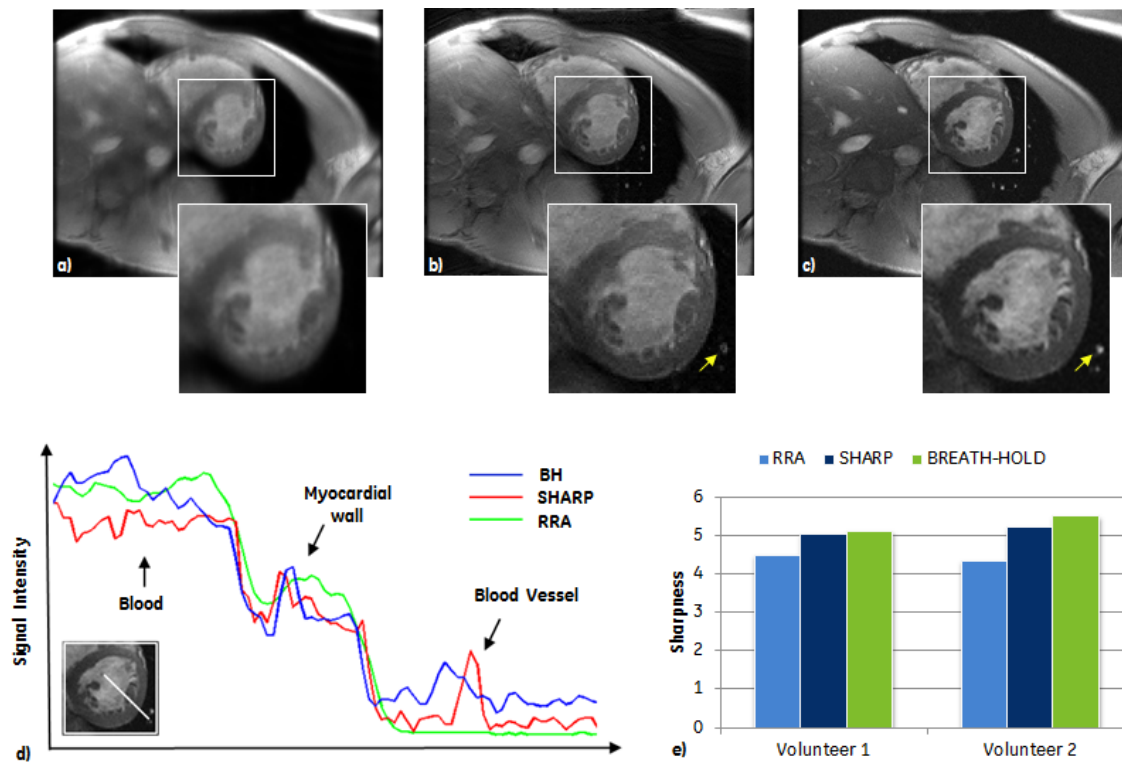 a)
b)
c)
BH
SHARP
RRA
Myocardial
wall
Blood
Blood Vessel
Signal Intensity
d)
RRA SHARP BREATH-HOLD
Sharpness
6
5
4
3
2
1
0
Volunteer 1 Volunteer 2
e)